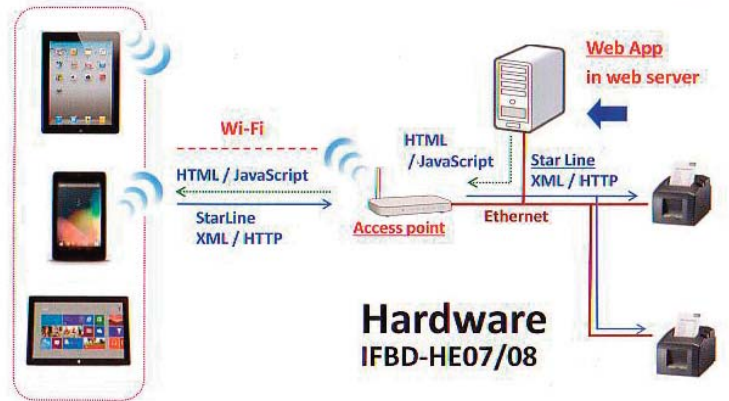 Web App
in web server
Wi-Fi
HTML
/JavaScript
HTML / JavaScript
Star Line
XML / HTTP
StarLine
XML / HTTP
Access point
Ethernet
Hardware
IFBD-HE07/08